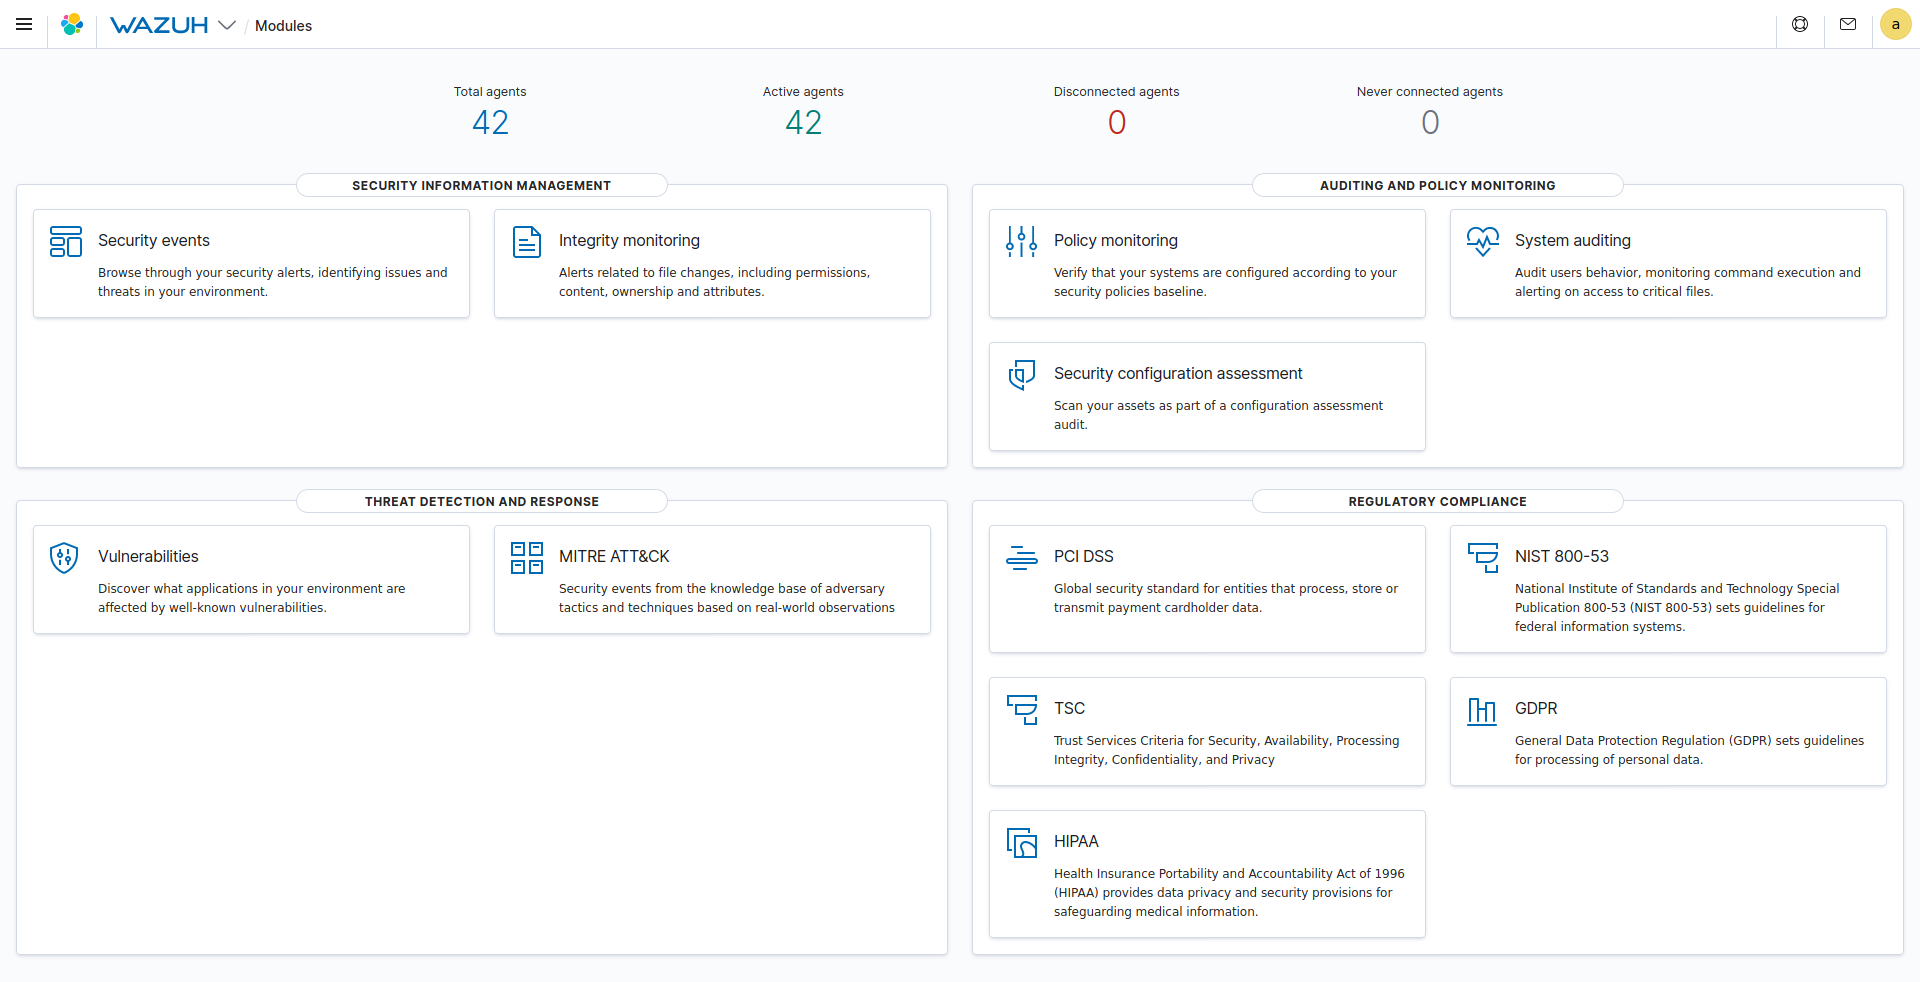 WAZUH / Modules
a
Total agents
42
Active agents
42
Disconnected agents
0
Never connected agents
0
SECURITY INFORMATION MANAGEMENT
Security events
Browse through your security alerts, identifying issues and
threats in your environment.
Integrity monitoring
Alerts related to file changes, including permissions,
content, ownership and attributes.
AUDITING AND POLICY MONITORING
Policy monitoring
Verify that your systems are configured according to your
security policies baseline.
System auditing
Audit users behavior, monitoring command execution and
alerting on access to critical files.
Security configuration assessment
Scan your assets as part of a configuration assessment
audit.
THREAT DETECTION AND RESPONSE
Vulnerabilities
Discover what applications in your environment are
affected by well-known vulnerabilities.
MITRE ATT&CK
Security events from the knowledge base of adversary
tactics and techniques based on real-world observations
REGULATORY COMPLIANCE
PCI DSS
Global security standard for entities that process, store or
transmit payment cardholder data.
NIST 800-53
National Institute of Standards and Technology Special
Publication 800-53 (NIST 800-53) sets guidelines for
federal information systems.
TSC
Trust Services Criteria for Security, Availability, Processing
Integrity, Confidentiality, and Privacy
GDPR
General Data Protection Regulation (GDPR) sets guidelines
for processing of personal data.
HIPAA
Health Insurance Portability and Accountability Act of 1996
(HIPAA) provides data privacy and security provisions for
safeguarding medical information.